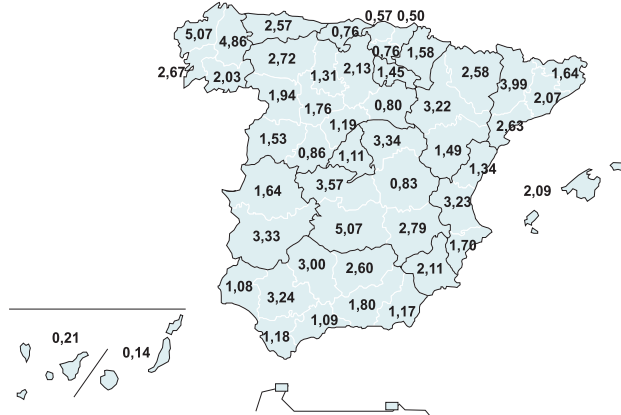 0,57 0,50
5,07 4,86 2,57 0,76
0,76 1,58
2,67 2,03 2,72 1,31 2,13 1,45 2,58 3,99 1,64
1,94 1,76 0,80 3,22 2,07
1,19 2,63
1,53 0,86 1,11 3,34 1,49 1,34
1,64 3,57 0,83 3,23 2,09
3,33 5,07 2,79 1,70
3,00 2,60 2,11
1,08 3,24 1,80 1,17
1,18 1,09
0,21 0,14